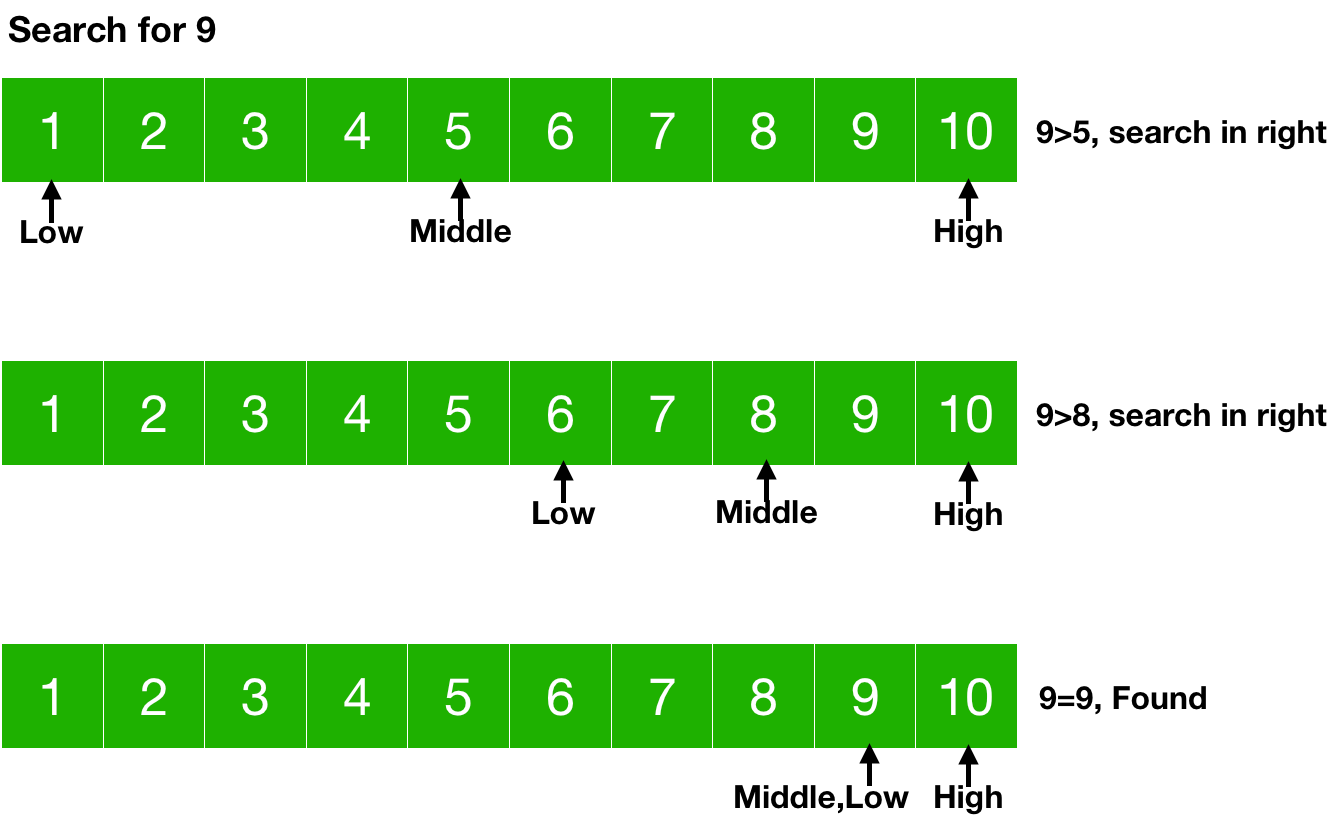 Search for 9
1 2 3 4 5 6 7 8 9 10 9>5, search in right
Low Middle High
1 2 3 4 5 6 7 8 9 10 9>8, search in right
Low Middle High
1 2 3 4 5 6 7 8 9 10 9=9, Found
Middle,Low High